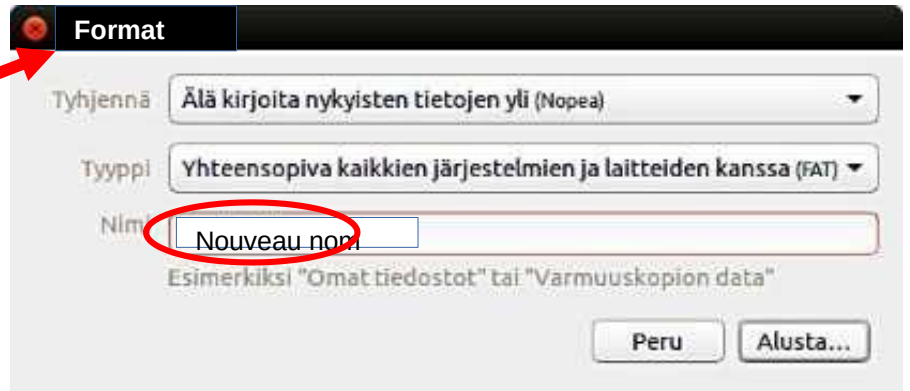 Format
Tyhjennä Älä kirjoita nykyisten tietojen yli (Nopea)
Tyyppi Yhteensopiva kaikkien järjestelmien ja laitteiden kanssa (FAT)
Nimi Nouveau nom
Esimerkiksi "Omat tiedostot" tai "Varmuuskopion data"
Peru Alusta...